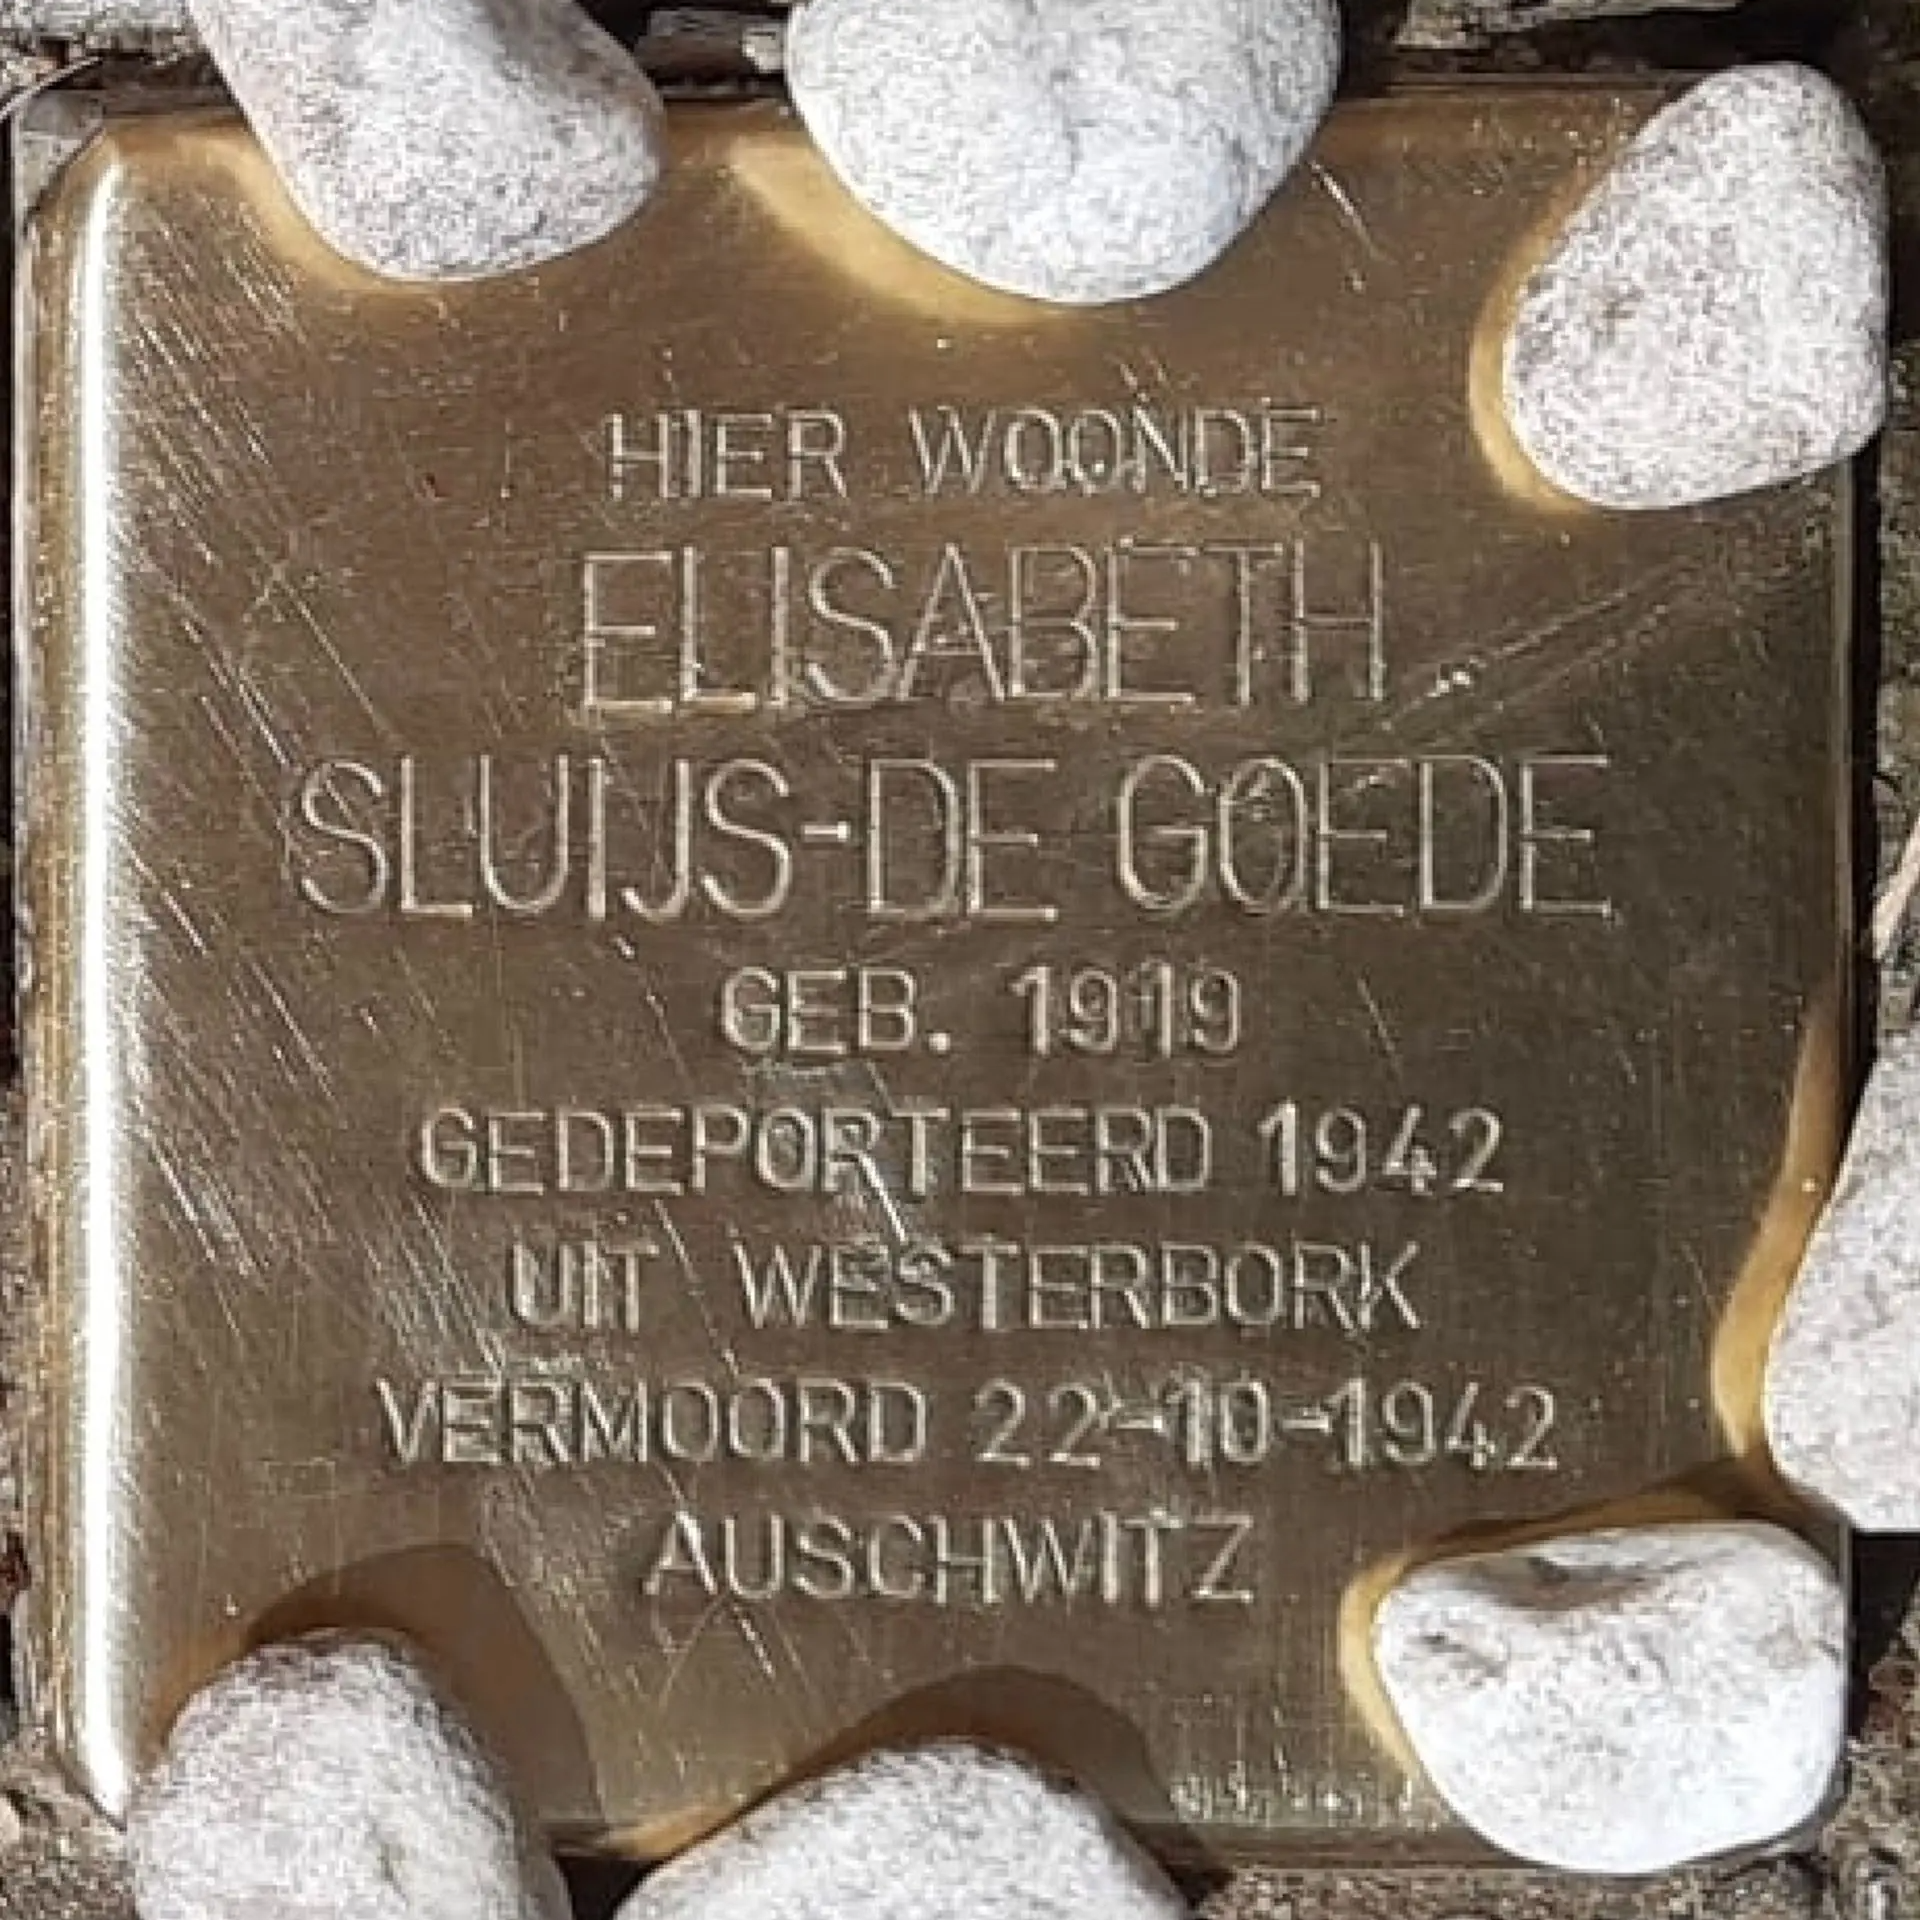 HIER WOONDE
ELISABETH
SLUIJS-DE GOEDE
GEB. 1919
GEDEPORTEERD 1942
UIT WESTERBORK
VERMOORD 22-10-1942
AUSCHWITZ